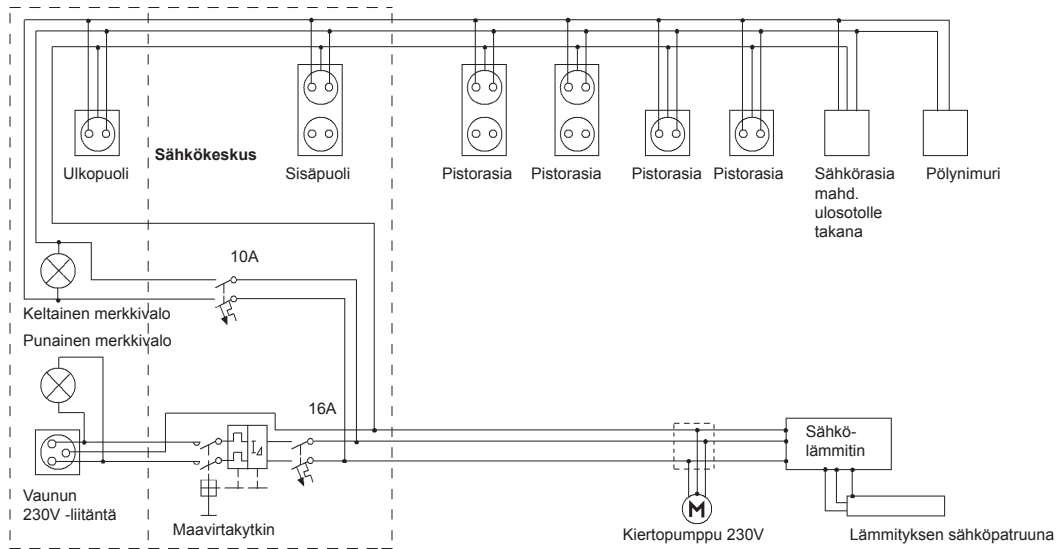 Ulkopuoli
Sähkökeskus
Sisäpuoli
Pistorasia
Pistorasia
Pistorasia
Pistorasia
Sähkörasia
mahd.
ulosotolle
takana
Pölynimuri
10A
Keltainen merkkivalo
Punainen merkkivalo
16A
I⊿
Sähkö-
lämmitin
Vaunun
230V -liitäntä
Maavirtakytkin
M
Kiertopumppu 230V
Lämmityksen sähköpatruuna